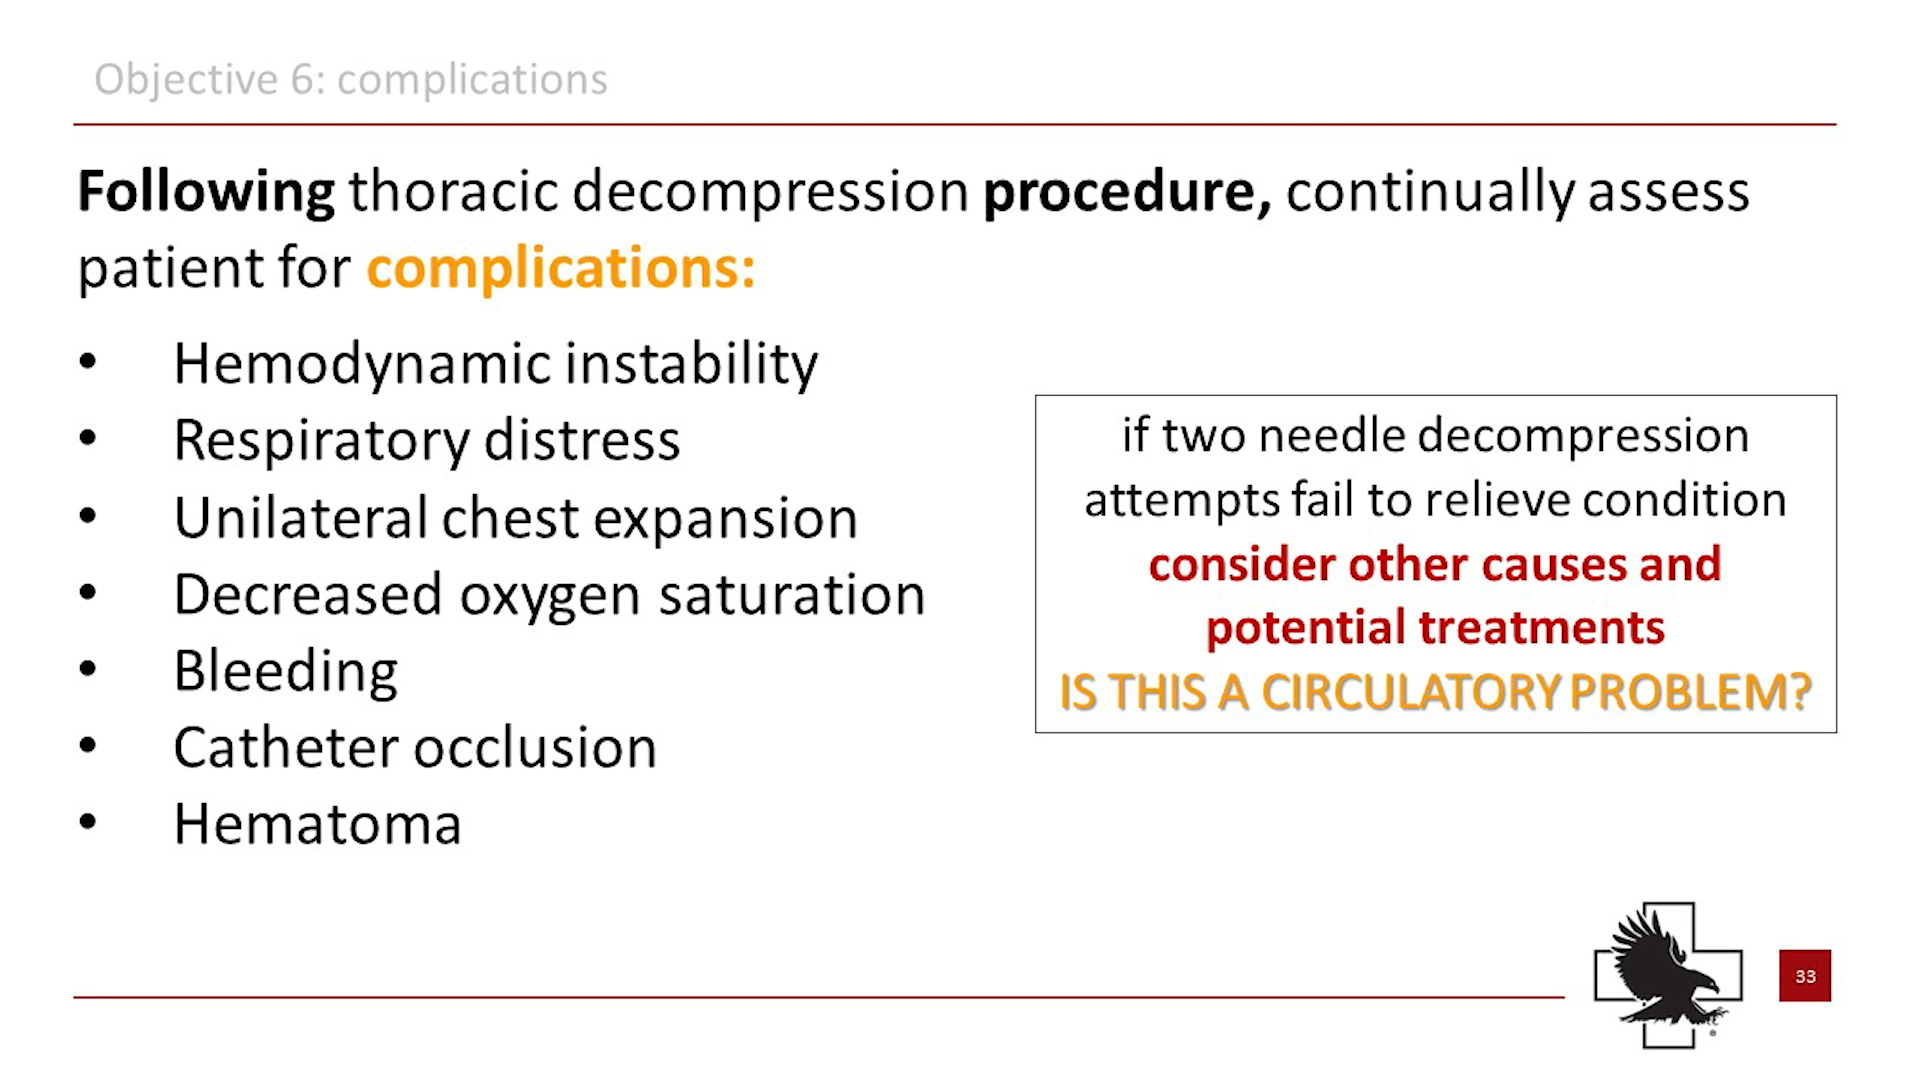 Objective 6: complications
Following thoracic decompression procedure, continually assess
patient for complications:
• Hemodynamic instability
• Respiratory distress
• Unilateral chest expansion
• Decreased oxygen saturation
• Bleeding
• Catheter occlusion
• Hematoma
if two needle decompression
attempts fail to relieve condition
consider other causes and
potential treatments
IS THIS A CIRCULATORY PROBLEM?
33